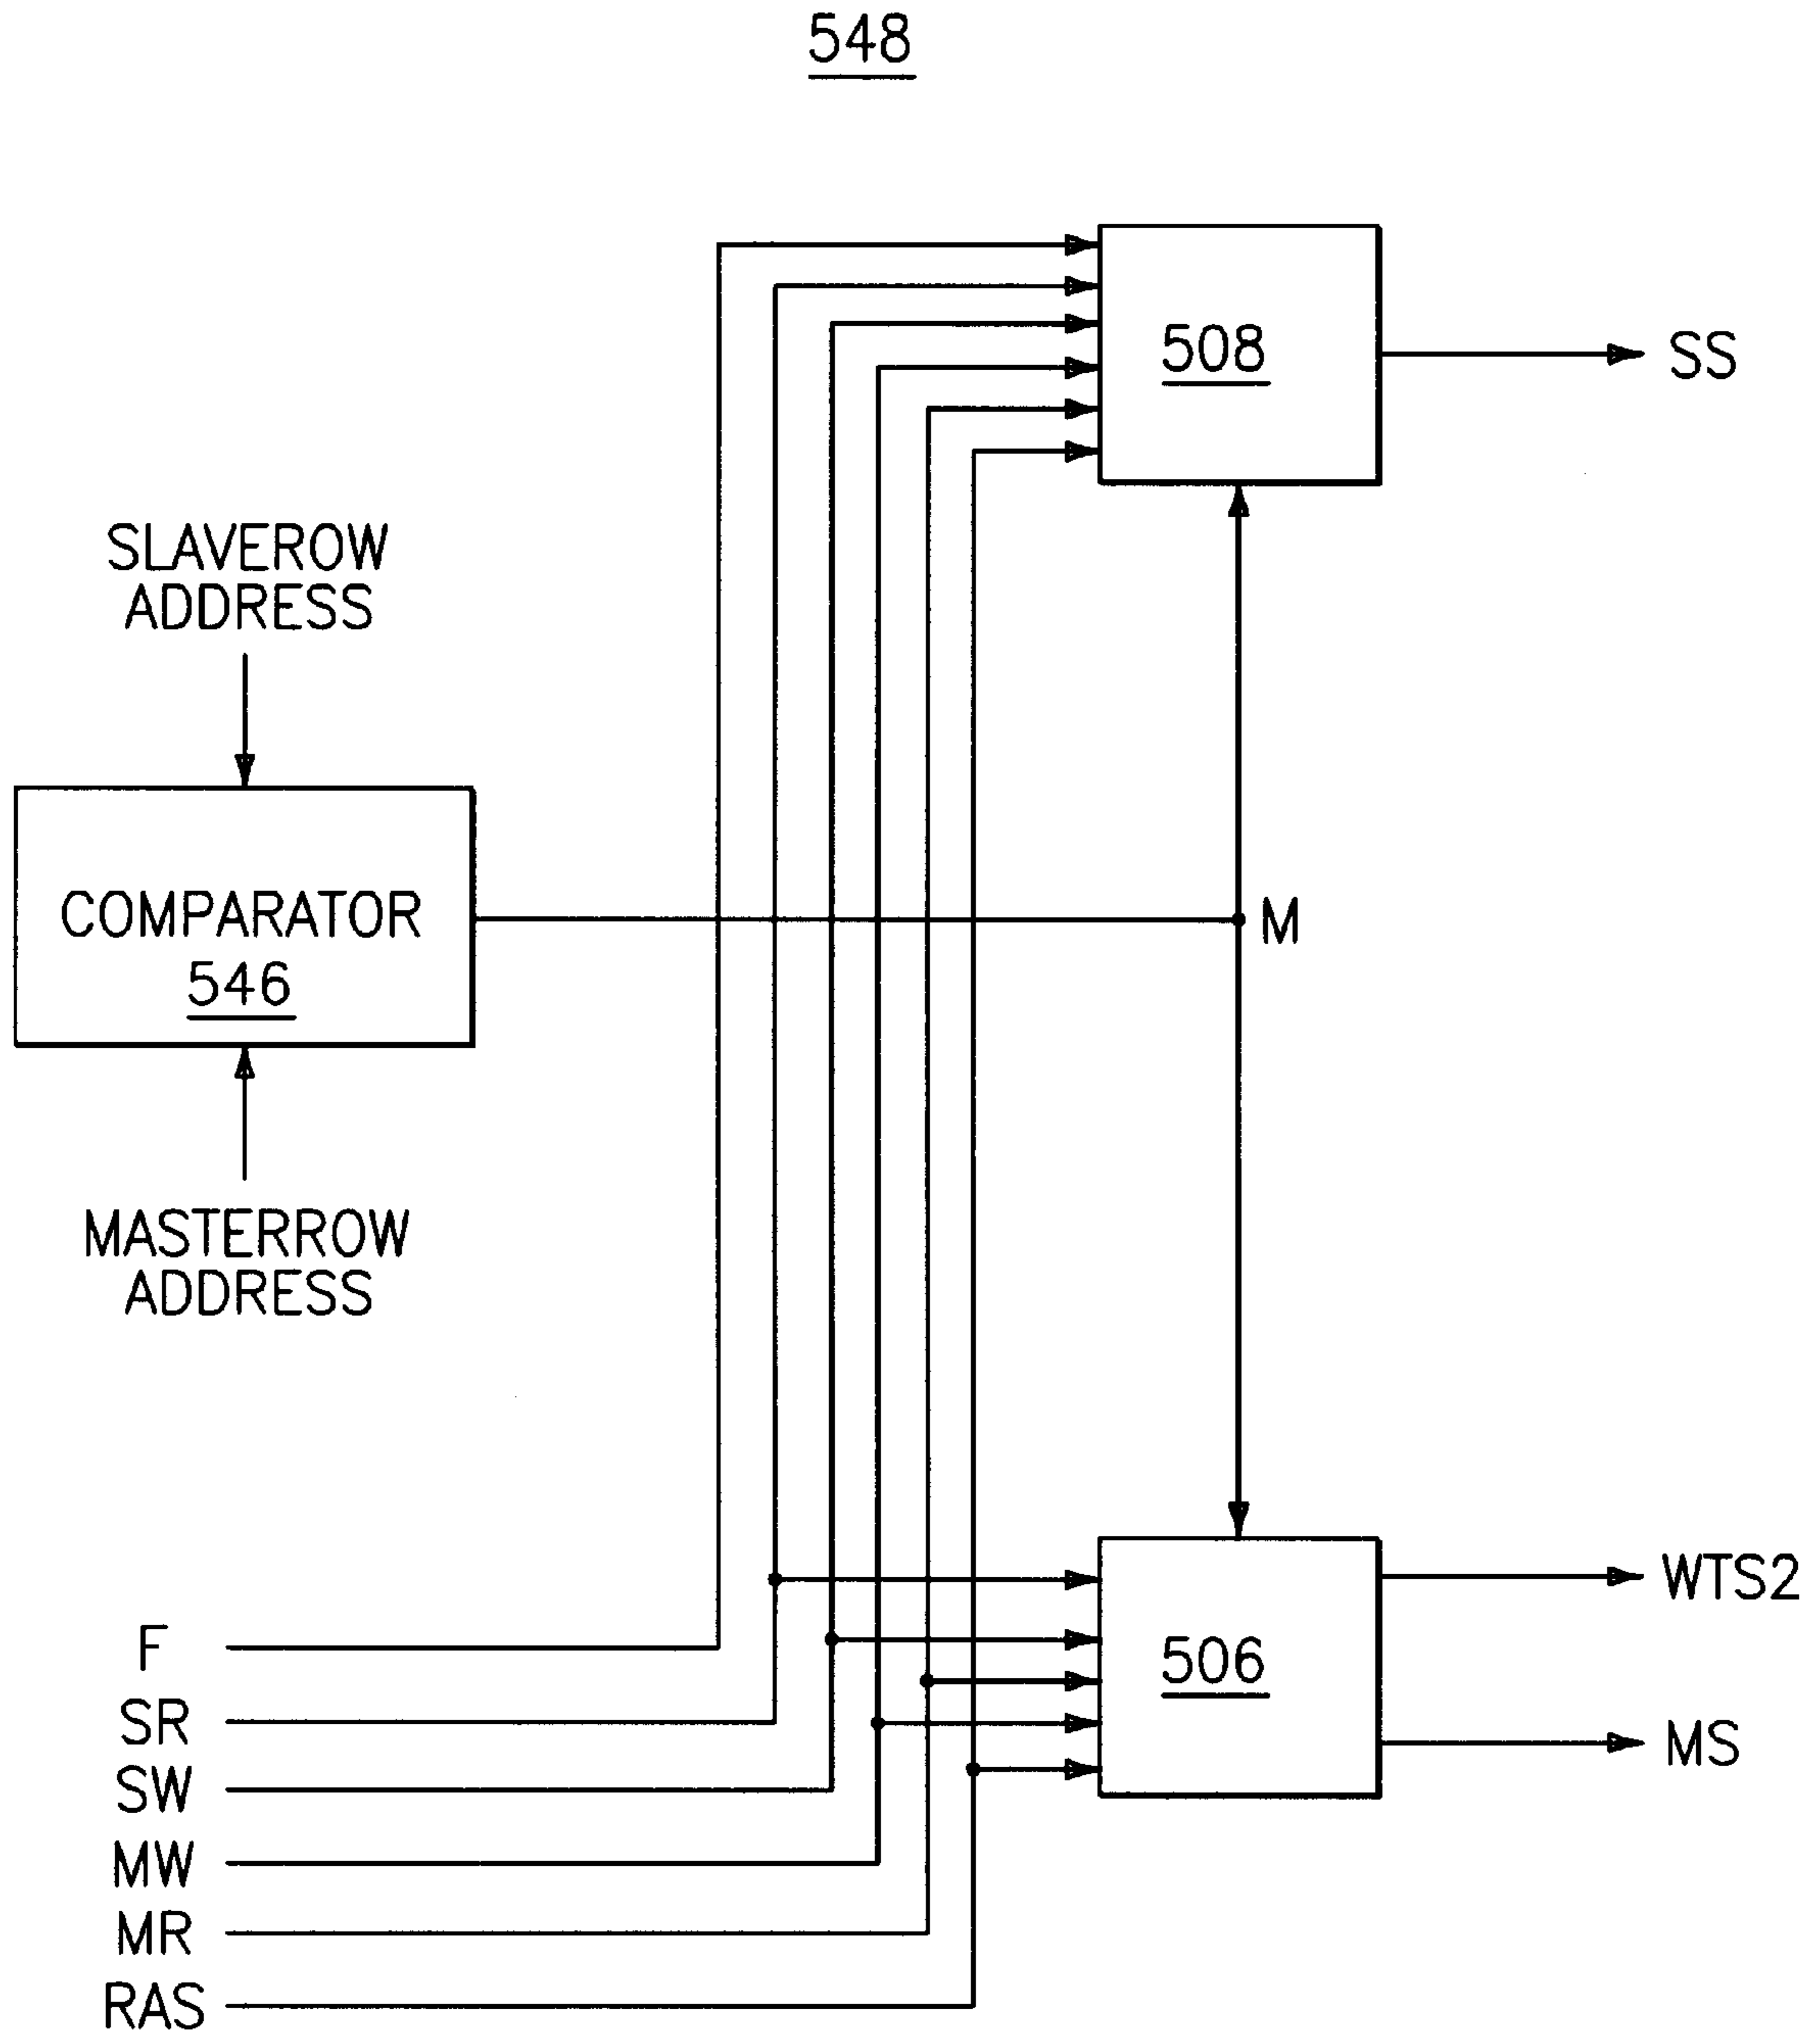 548
508
SS
SLAVEROW
ADDRESS
COMPARATOR
546
M
MASTERROW
ADDRESS
506
WTS2
MS
F
SR
SW
MW
MR
RAS